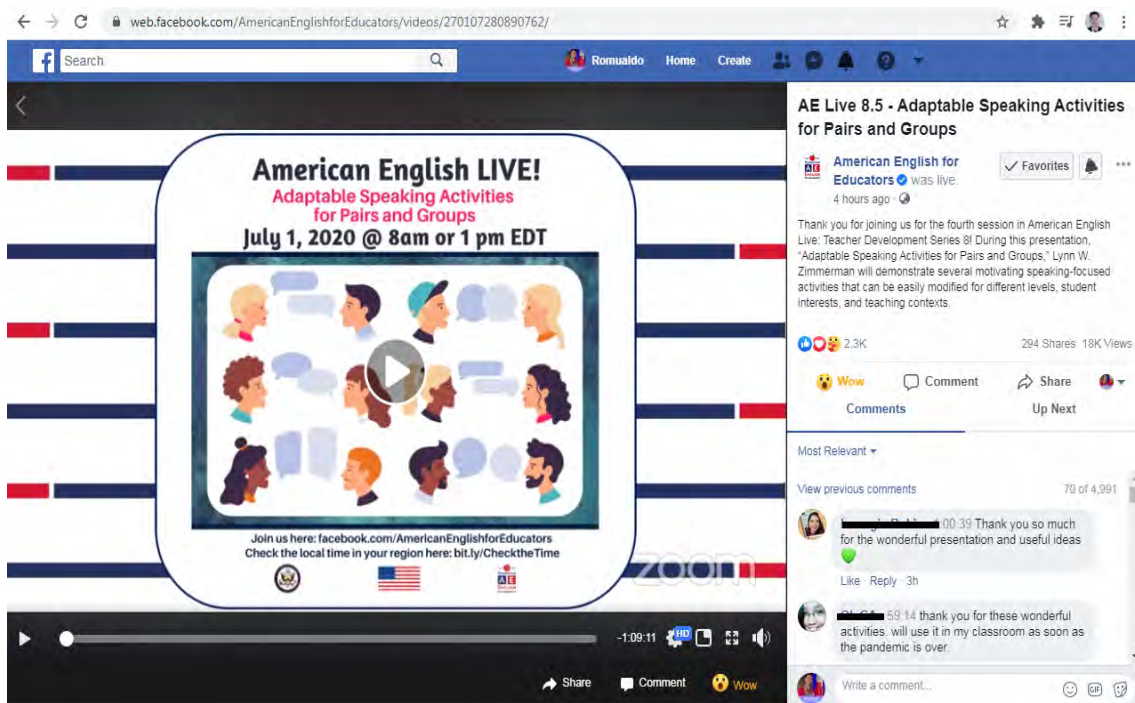 web.facebook.com/AmericanEnglishforEducators/videos/270107280890762/
Search
Romualdo Home Create
American English LIVE!
Adaptable Speaking Activities
for Pairs and Groups
July 1, 2020 @ 8am or 1 pm EDT
Join us here: facebook.com/AmericanEnglishforEducators
Check the local time in your region here: bit.ly/ChecktheTime
AE
zoom
-1:09:11 HD
Share Comment Wow
AE Live 8.5 - Adaptable Speaking Activities
for Pairs and Groups
American English for
Educators was live.
4 hours ago ·
Favorites
Thank you for joining us for the fourth session in American English
Live: Teacher Development Series 8! During this presentation,
"Adaptable Speaking Activities for Pairs and Groups," Lynn W.
Zimmerman will demonstrate several motivating speaking-focused
activities that can be easily modified for different levels, student
interests, and teaching contexts.
2.3K 294 Shares 18K Views
Wow Comment Share
Comments Up Next
Most Relevant
View previous comments 70 of 4,991
00:39 Thank you so much
for the wonderful presentation and useful ideas
Like · Reply · 3h
59:14 thank you for these wonderful
activities. will use it in my classroom as soon as
the pandemic is over.
Write a comment...
GIF